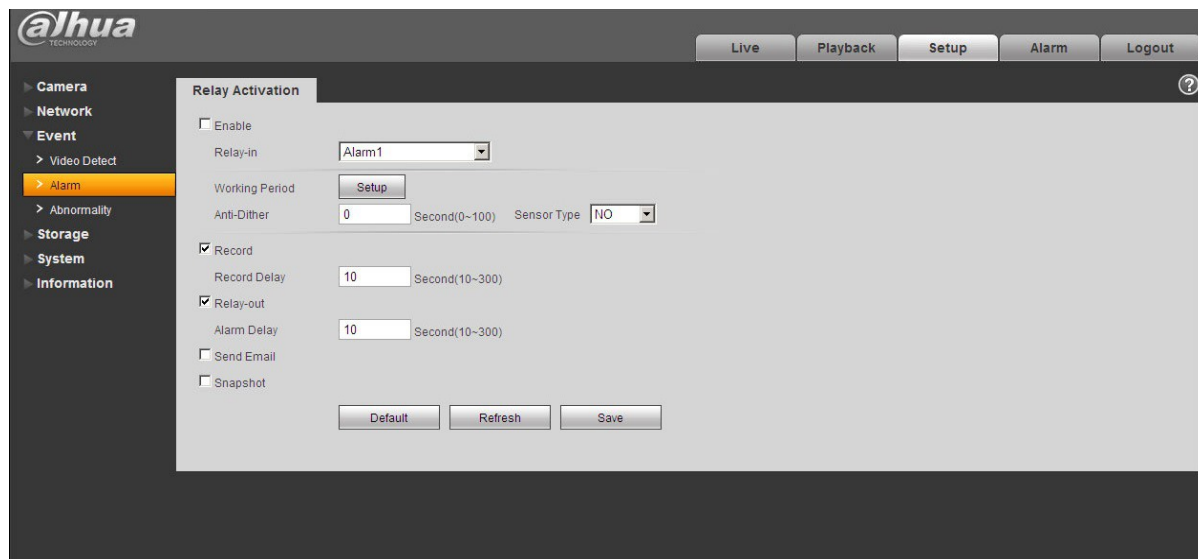 alhua
TECHNOLOGY
Live Playback Setup Alarm Logout
Camera
Network
Event
> Video Detect
> Alarm
> Abnormality
Storage
System
Information
Relay Activation
?
Enable
Relay-in Alarm1
Working Period Setup
Anti-Dither 0 Second(0~100) Sensor Type NO
Record
Record Delay 10 Second(10~300)
Relay-out
Alarm Delay 10 Second(10~300)
Send Email
Snapshot
Default Refresh Save